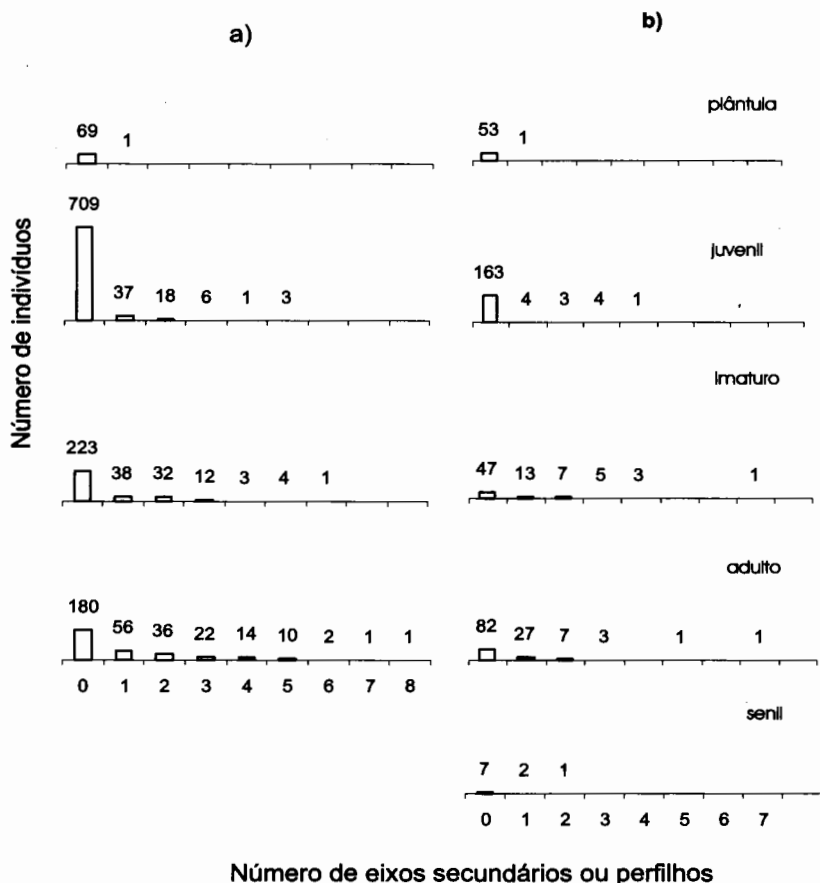 a)
b)
plântula
69 1
53 1
juvenil
709 37 18 6 1 3
163 4 3 4 1
Imaturo
223 38 32 12 3 4 1
47 13 7 5 3 1
adulto
180 56 36 22 14 10 2 1 1
82 27 7 3 1 1
0 1 2 3 4 5 6 7 8
senil
7 2 1
0 1 2 3 4 5 6 7
Número de indivíduos
Número de eixos secundários ou perfilhos